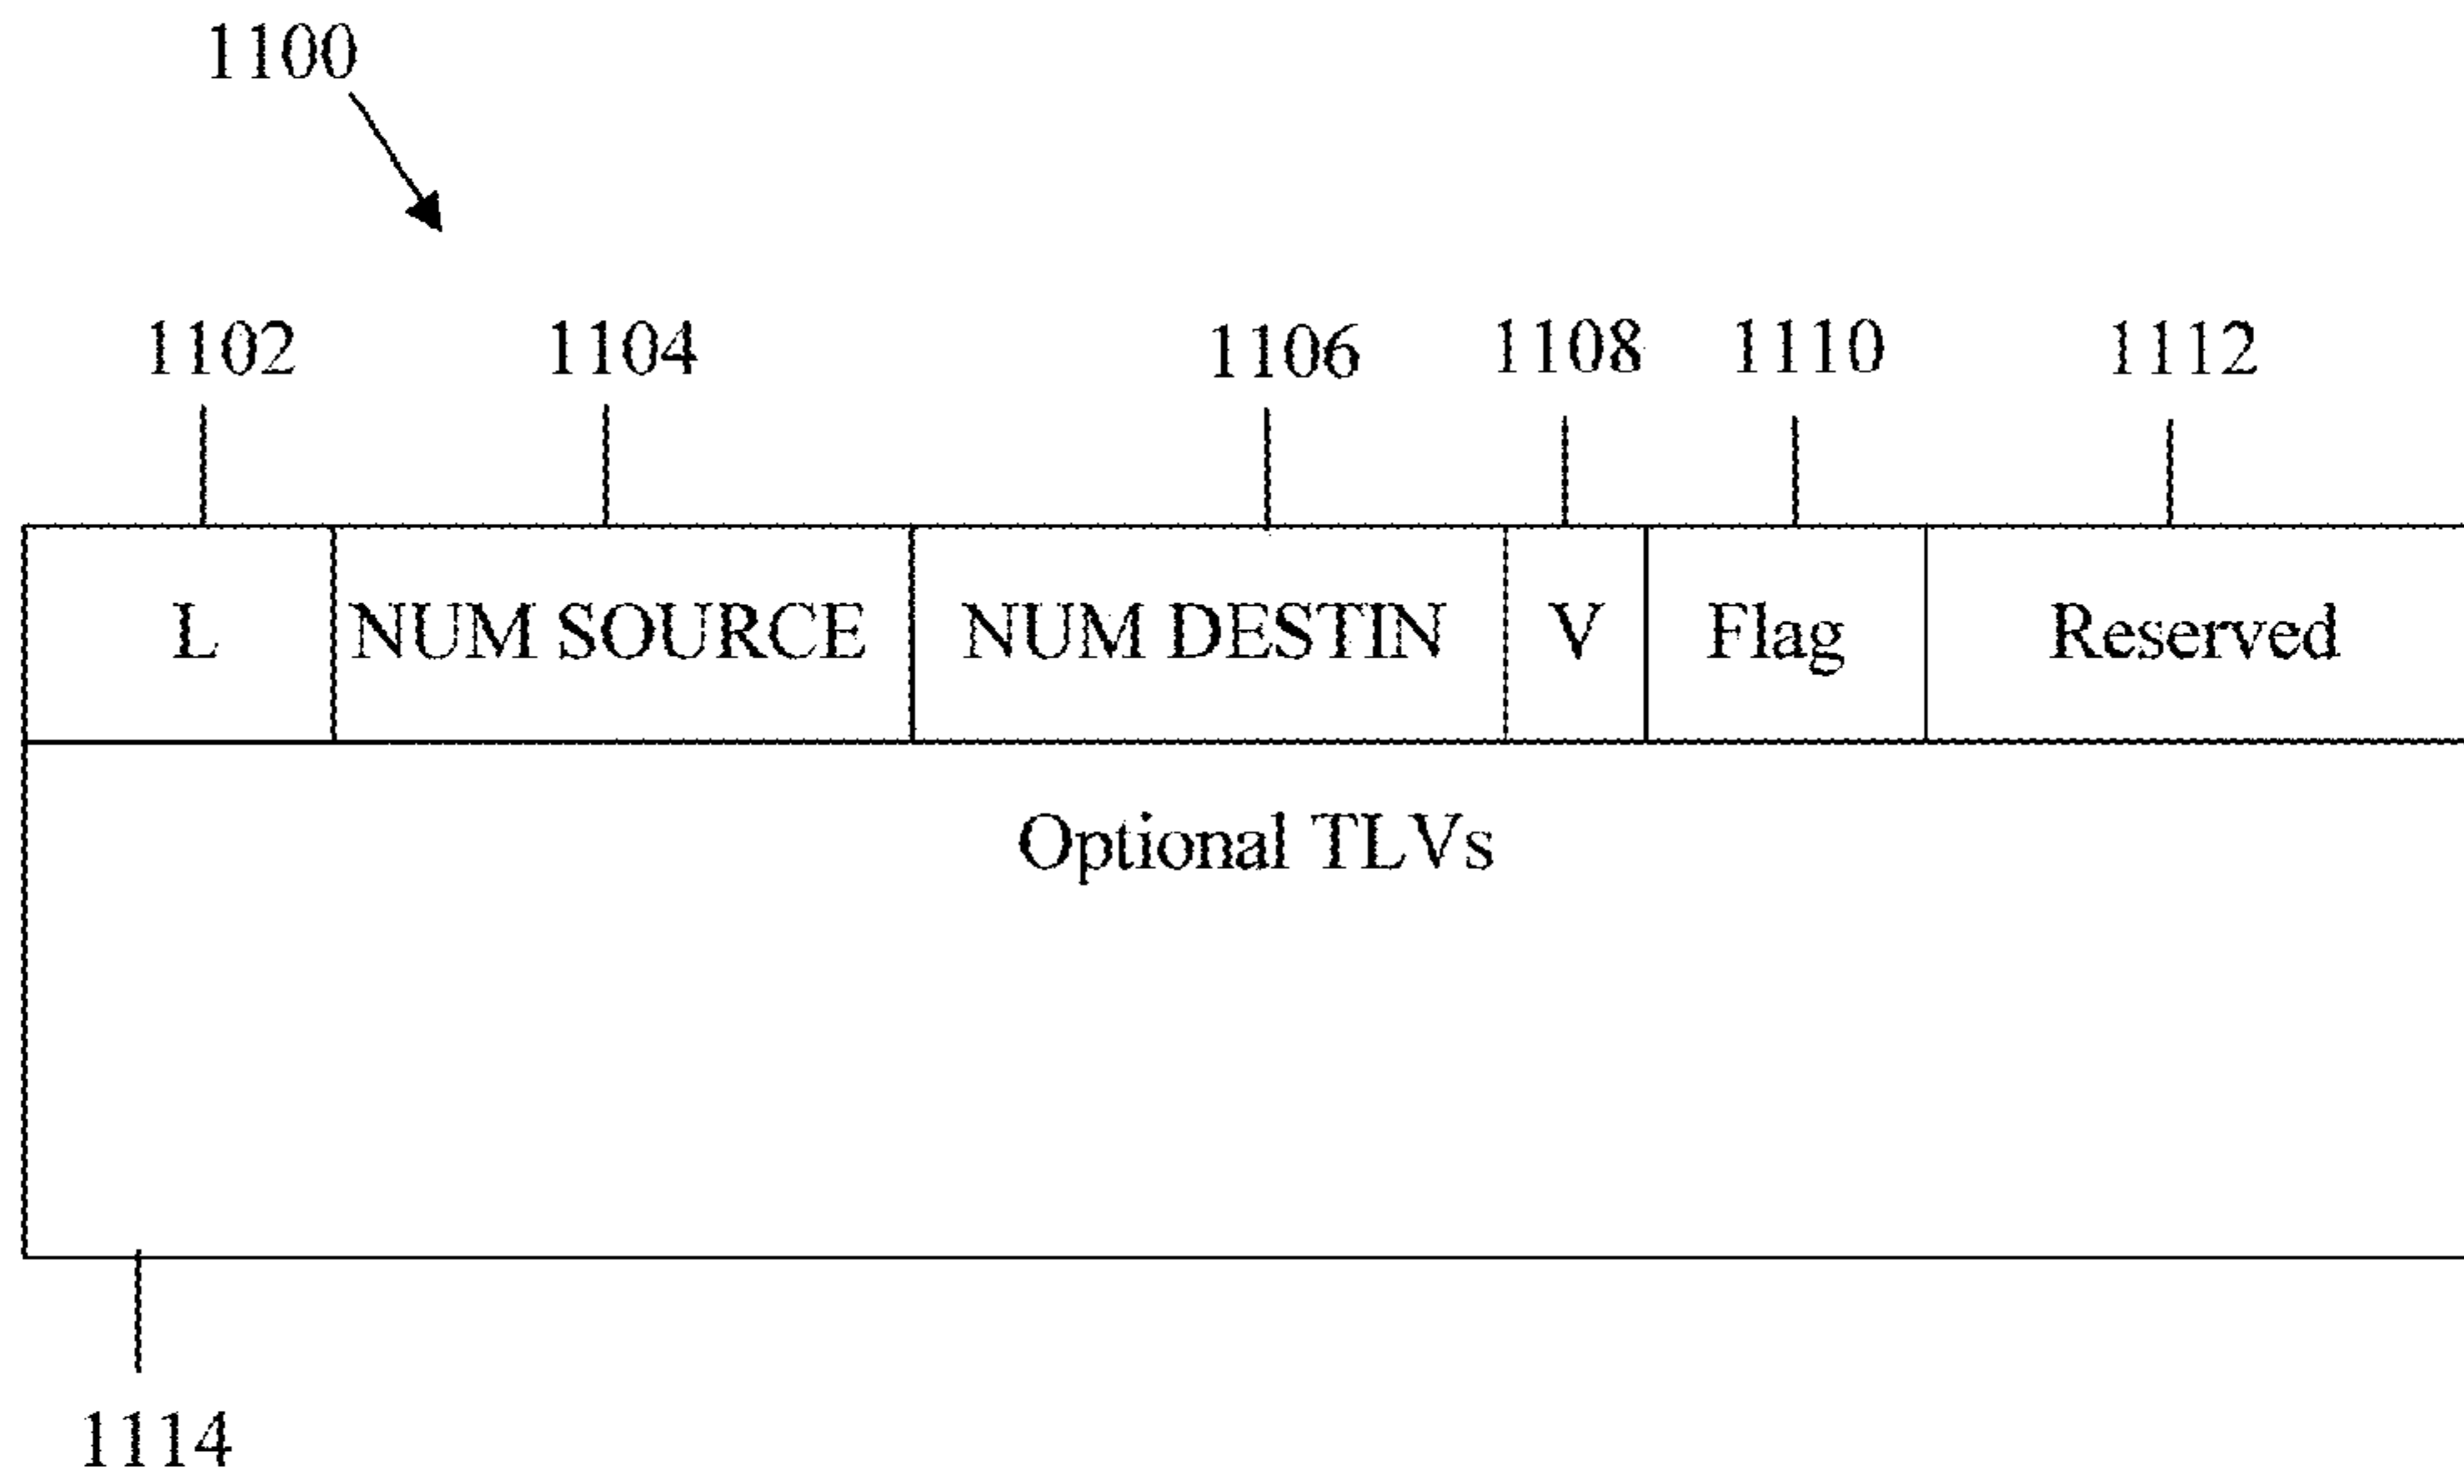 1100
1102 1104 1106 1108 1110 1112
L NUM SOURCE NUM DESTIN V Flag Reserved
Optional TLVs
1114